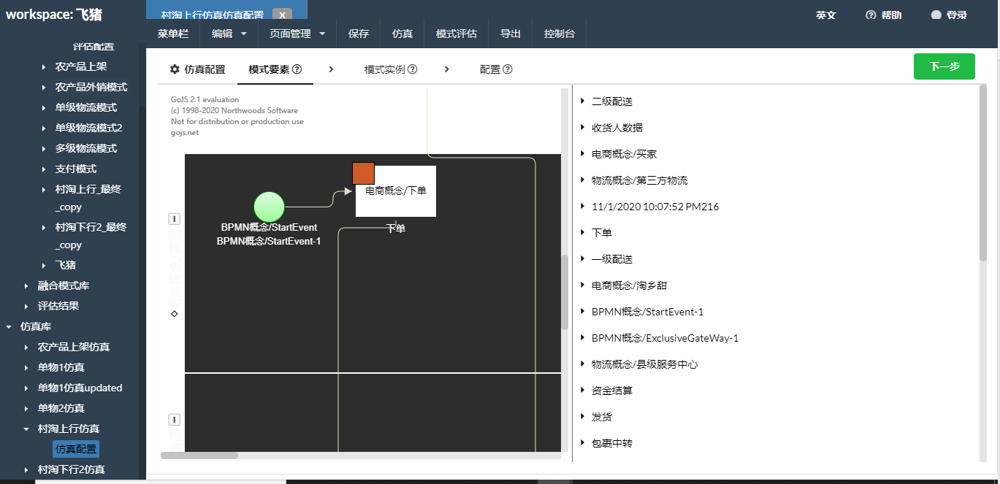 workspace: 飞猪
村淘上行仿真仿真配置
x
英文
帮助
登录
菜单栏
编辑
页面管理
保存
仿真
模式评估
导出
控制台
评估配置
农产品上架
农产品外销模式
单级物流模式
单级物流模式2
多级物流模式
支付模式
村淘上行_最终
_copy
村淘下行2_最终
_copy
飞猪
融合模式库
评估结果
仿真库
农产品上架仿真
单物1仿真
单物1仿真updated
单物2仿真
村淘上行仿真
仿真配置
村淘下行2仿真
仿真配置
模式要素
模式实例
配置
下一步
GoJS 2.1 evaluation
(c) 1998-2020 Northwoods Software
Not for distribution or production use
gojs.net
电商概念/下单
下单
BPMN概念/StartEvent
BPMN概念/StartEvent-1
电商概念/买家
二级配送
收货人数据
电商概念/买家
物流概念/第三方物流
11/1/2020 10:07:52 PM216
下单
一级配送
电商概念/淘乡甜
BPMN概念/StartEvent-1
BPMN概念/ExclusiveGateWay-1
物流概念/县级服务中心
资金结算
发货
包裹中转